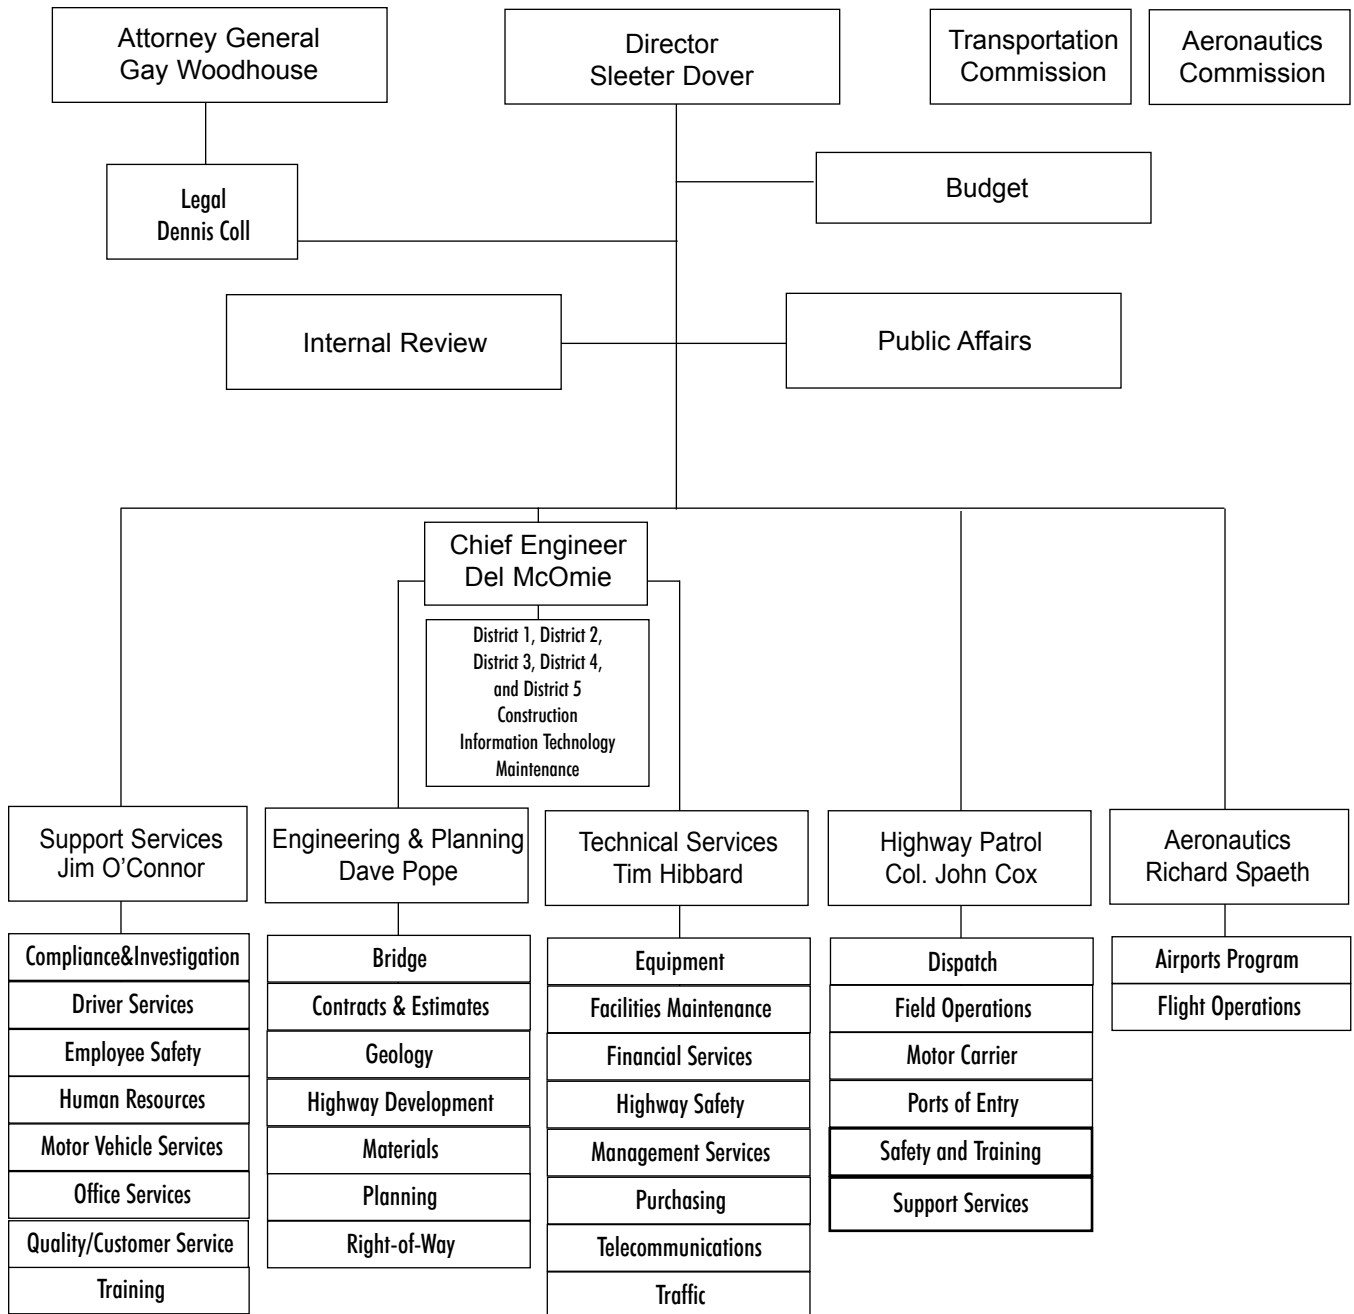 Attorney General
Gay Woodhouse
Director
Sleeter Dover
Transportation
Commission
Aeronautics
Commission
Legal
Dennis Coll
Budget
Internal Review
Public Affairs
Chief Engineer
Del McOmie
District 1, District 2,
District 3, District 4,
and District 5
Construction
Information Technology
Maintenance
Support Services
Jim O’Connor
Compliance&Investigation
Driver Services
Employee Safety
Human Resources
Motor Vehicle Services
Office Services
Quality/Customer Service
Training
Engineering & Planning
Dave Pope
Bridge
Contracts & Estimates
Geology
Highway Development
Materials
Planning
Right-of-Way
Technical Services
Tim Hibbard
Equipment
Facilities Maintenance
Financial Services
Highway Safety
Management Services
Purchasing
Telecommunications
Traffic
Highway Patrol
Col. John Cox
Dispatch
Field Operations
Motor Carrier
Ports of Entry
Safety and Training
Support Services
Aeronautics
Richard Spaeth
Airports Program
Flight Operations